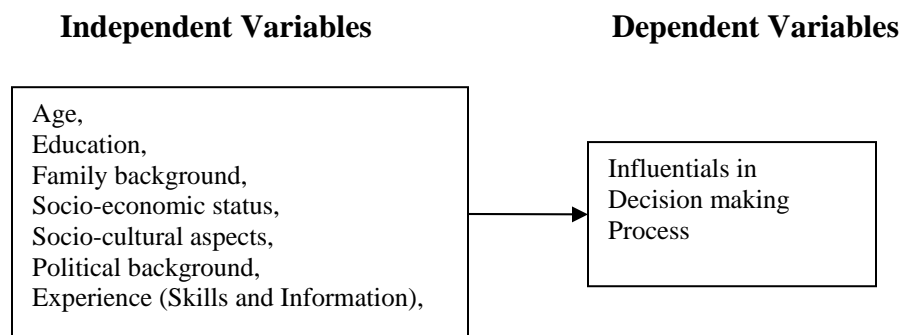 Independent Variables
Dependent Variables
Age,
Education,
Family background,
Socio-economic status,
Socio-cultural aspects,
Political background,
Experience (Skills and Information),
Influentials in
Decision making
Process